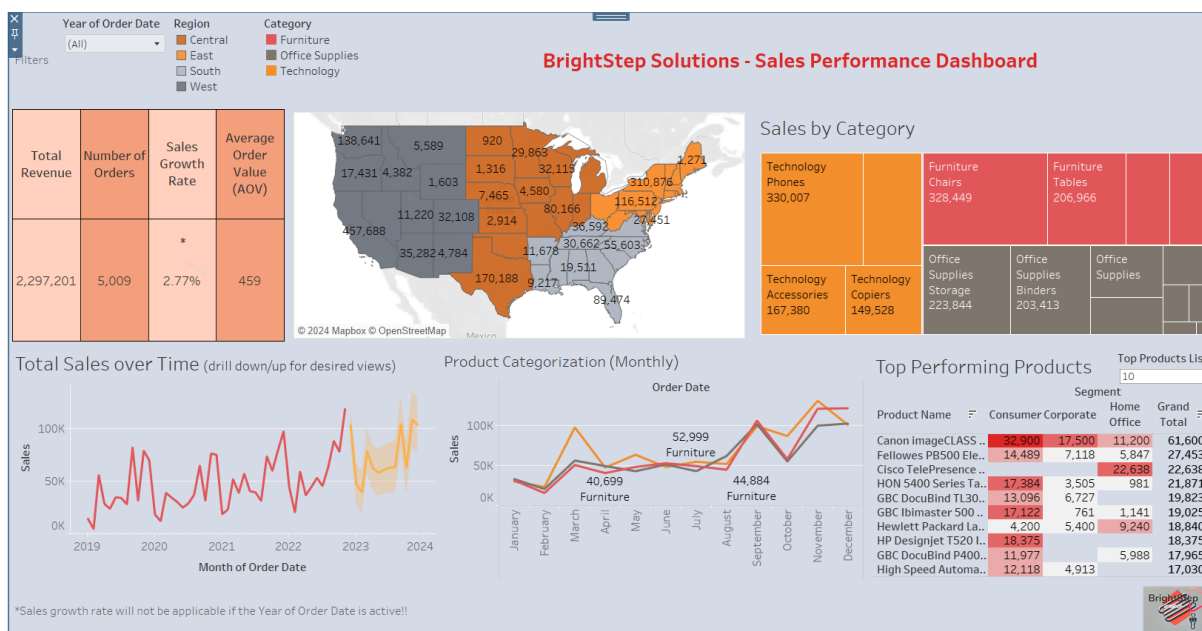 Year of Order Date
(All)
Filters
Region
Central
East
South
West
Category
Furniture
Office Supplies
Technology
BrightStep Solutions - Sales Performance Dashboard
Total Revenue
Number of Orders
Sales Growth Rate
Average Order Value (AOV)
*
2,297,201
5,009
2.77%
459
138,641
5,589
920
29,863
1,271
17,431
4,382
1,316
32,115
310,876
1,603
7,465
4,580
116,512
11,220
32,108
2,914
80,166
36,592
27,451
457,688
35,282
4,784
11,678
30,662
55,603
170,188
9,217
19,511
89,474
Mexico
© 2024 Mapbox © OpenStreetMap
Sales by Category
Technology
Phones
330,007
Technology
Accessories
167,380
Technology
Copiers
149,528
Furniture
Chairs
328,449
Furniture
Tables
206,966
Office
Supplies
Storage
223,844
Office
Supplies
Binders
203,413
Office
Supplies
Total Sales over Time (drill down/up for desired views)
Sales
100K
50K
0K
2019 2020 2021 2022 2023 2024
Month of Order Date
Product Categorization (Monthly)
Order Date
Sales
100K
50K
0K
52,999
Furniture
40,699
Furniture
44,884
Furniture
January February March April May June July August September October November December
Top Performing Products
Top Products Lis
10
Segment
Product Name Consumer Corporate Home Office Grand Total
Canon imageCLASS .. 32,900 17,500 11,200 61,600
Fellowes PB500 Ele.. 14,489 7,118 5,847 27,453
Cisco TelePresence .. 22,638 22,638
HON 5400 Series Ta.. 17,384 3,505 981 21,871
GBC DocuBind TL30.. 13,096 6,727 19,823
GBC Ibimaster 500 .. 17,122 761 1,141 19,025
Hewlett Packard La.. 4,200 5,400 9,240 18,840
HP Designjet T520 I.. 18,375 18,375
GBC DocuBind P400.. 11,977 5,988 17,965
High Speed Automa.. 12,118 4,913 17,030
*Sales growth rate will not be applicable if the Year of Order Date is active!!
BrightStep